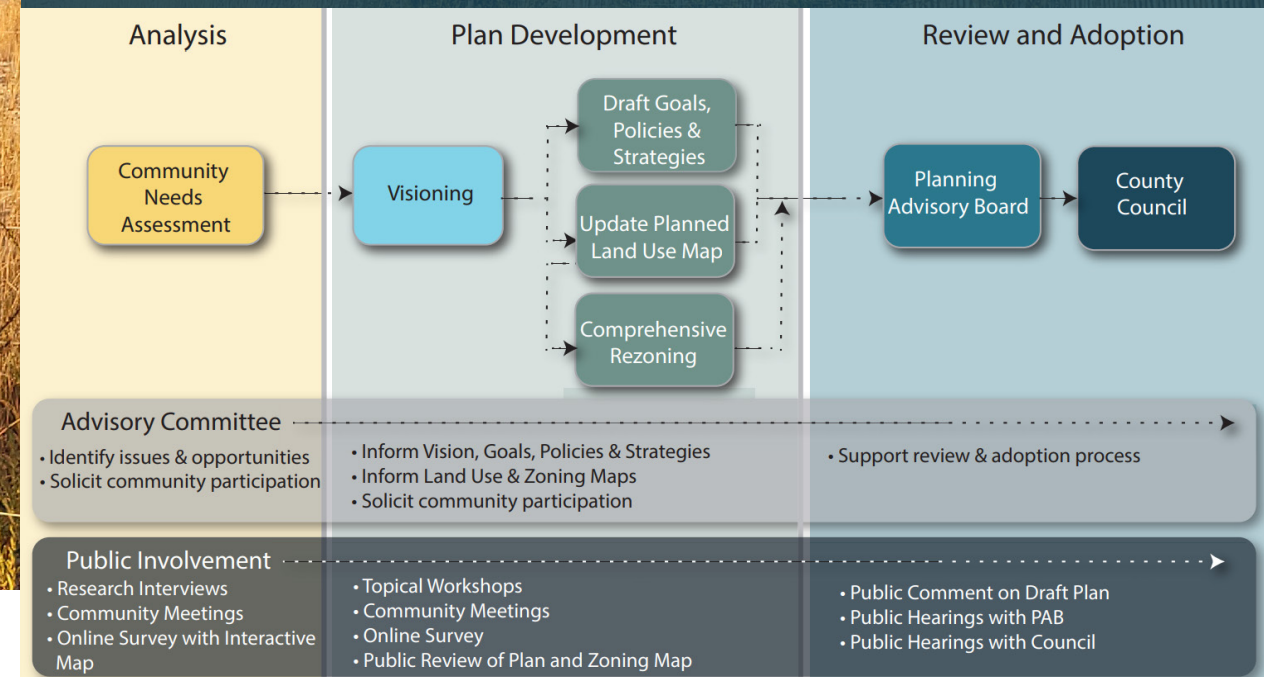 Analysis
Plan Development
Review and Adoption
Community
Needs
Assessment
Visioning
Draft Goals,
Policies &
Strategies
Update Planned
Land Use Map
Comprehensive
Rezoning
Planning
Advisory Board
County
Council
Advisory Committee
• Identify issues & opportunities
• Solicit community participation
• Inform Vision, Goals, Policies & Strategies
• Inform Land Use & Zoning Maps
• Solicit community participation
• Support review & adoption process
Public Involvement
• Research Interviews
• Community Meetings
• Online Survey with Interactive
Map
• Topical Workshops
• Community Meetings
• Online Survey
• Public Review of Plan and Zoning Map
• Public Comment on Draft Plan
• Public Hearings with PAB
• Public Hearings with Council